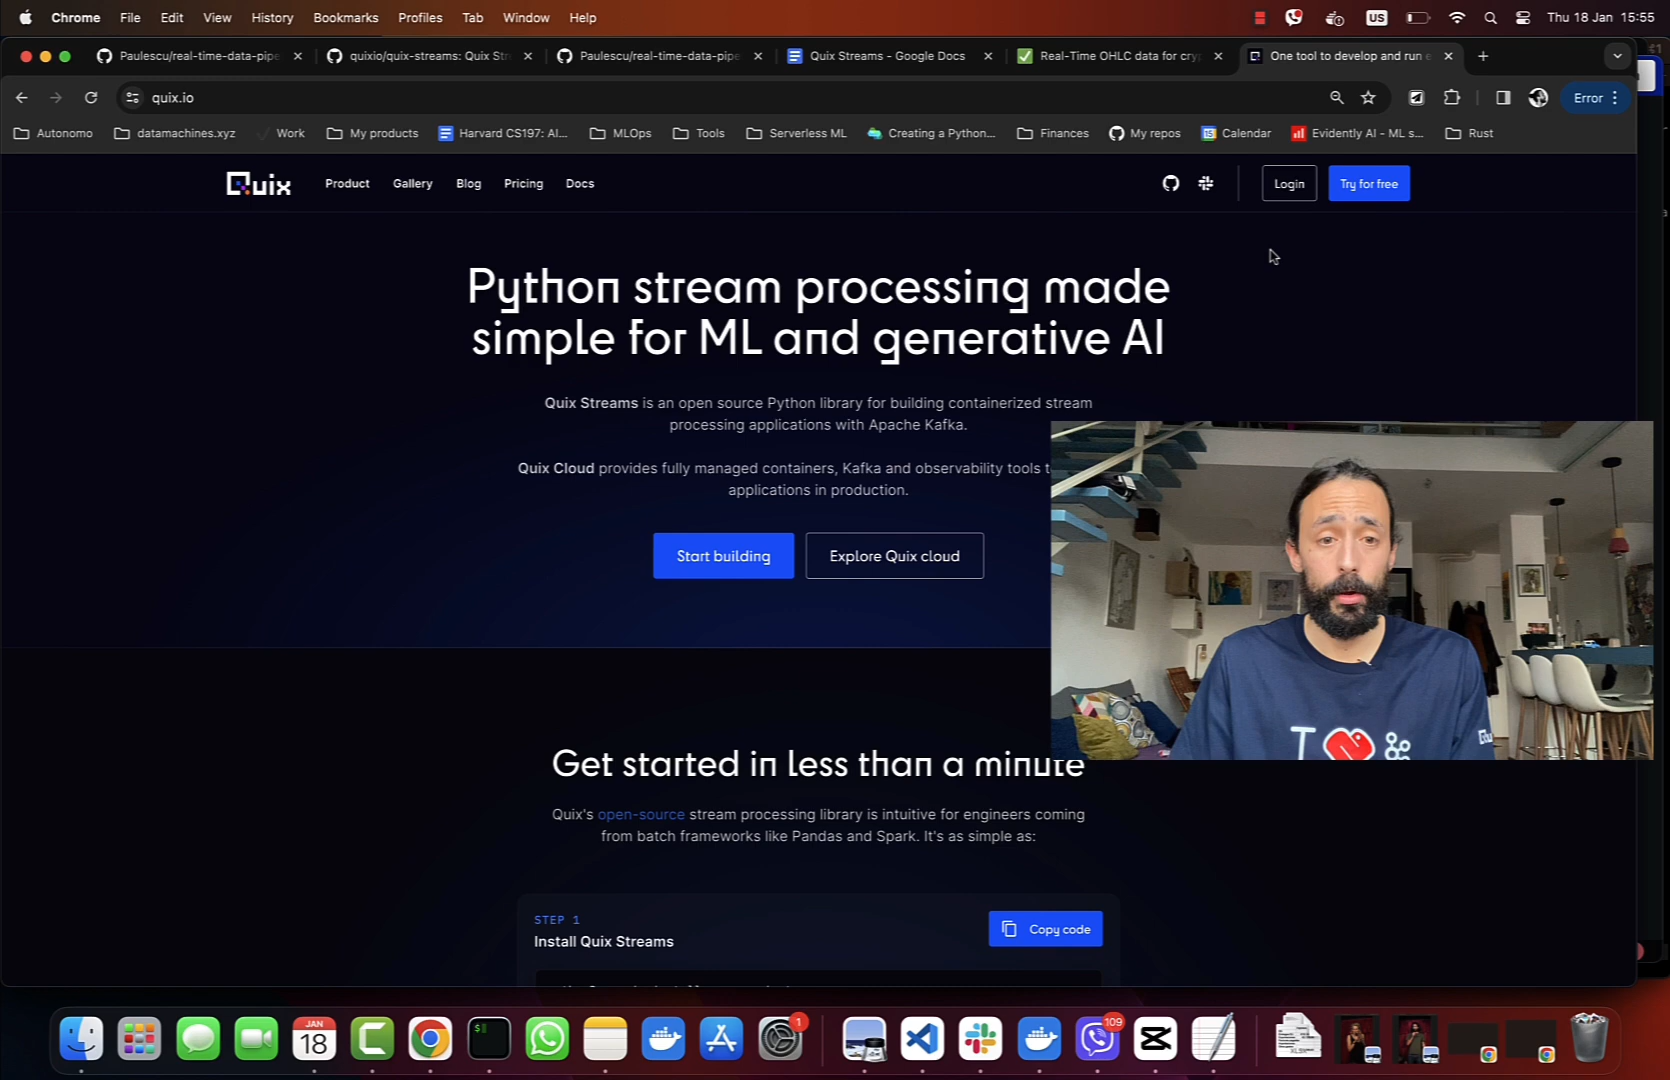 Chrome File Edit View History Bookmarks Profiles Tab Window Help US Thu 18 Jan 15:55
Paulescu/real-time-data-pipe quixio/quix-streams: Quix Str Paulescu/real-time-data-pipe Quix Streams - Google Docs Real-Time OHLC data for cryp One tool to develop and run e
quix.io Error
Autonomo datamachines.xyz Work My products Harvard CS197: AI... MLOps Tools Serverless ML Creating a Python... Finances My repos Calendar Evidently AI - ML s... Rust
Quix Product Gallery Blog Pricing Docs Login Try for free
Python stream processing made
simple for ML and generative AI
Quix Streams is an open source Python library for building containerized stream
processing applications with Apache Kafka.
Quix Cloud provides fully managed containers, Kafka and observability tools t
applications in production.
Start building Explore Quix cloud
I
Get started in less than a minute
Quix's open-source stream processing library is intuitive for engineers coming
from batch frameworks like Pandas and Spark. It's as simple as:
STEP 1
Install Quix Streams
Copy code
JAN
18
1
109